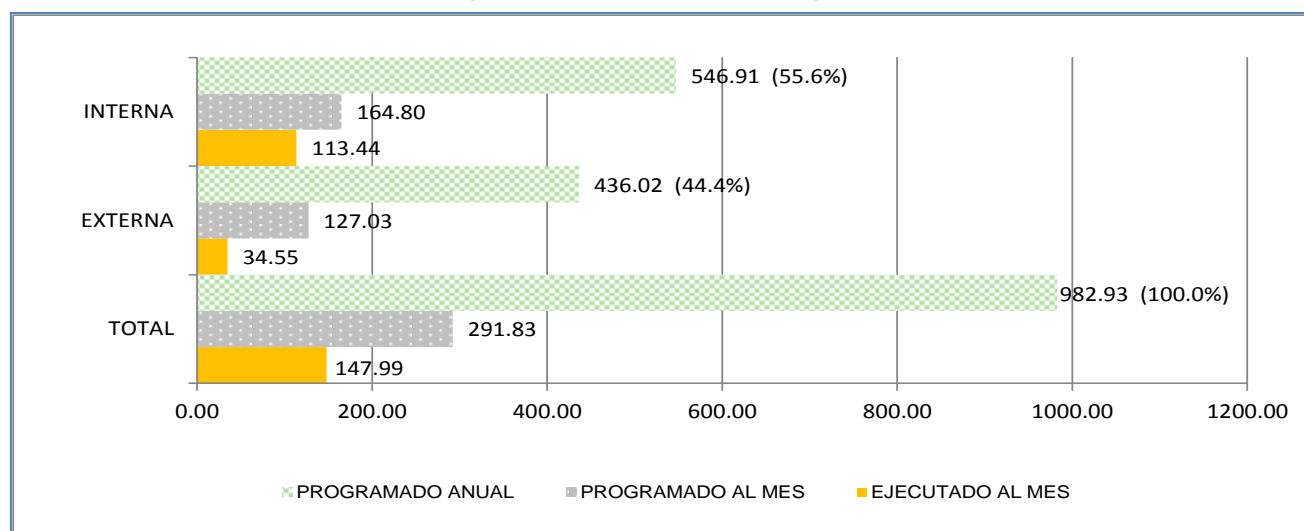 546.91 (55.6%)
INTERNA
164.80
113.44
436.02 (44.4%)
EXTERNA
127.03
34.55
982.93 (100.0%)
TOTAL
291.83
147.99
0.00 200.00 400.00 600.00 800.00 1000.00 1200.00
PROGRAMADO ANUAL PROGRAMADO AL MES EJECUTADO AL MES